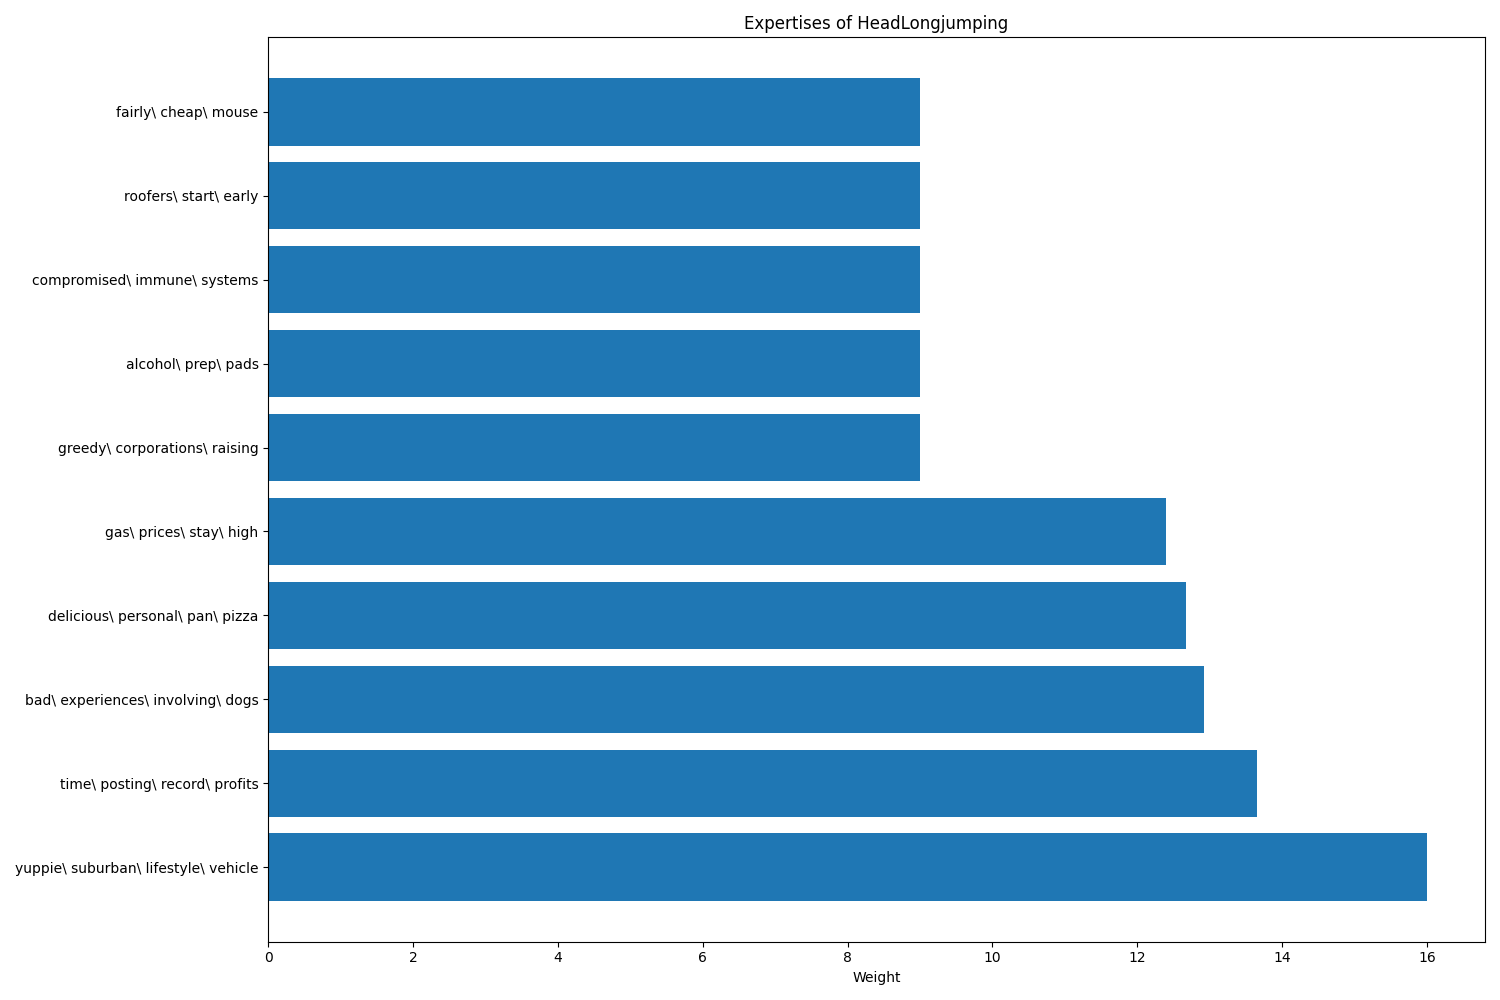 Expertises of HeadLongjumping
fairly\ cheap\ mouse
roofers\ start\ early
compromised\ immune\ systems
alcohol\ prep\ pads
greedy\ corporations\ raising
gas\ prices\ stay\ high
delicious\ personal\ pan\ pizza
bad\ experiences\ involving\ dogs
time\ posting\ record\ profits
yuppie\ suburban\ lifestyle\ vehicle
0 2 4 6 8 10 12 14 16
Weight